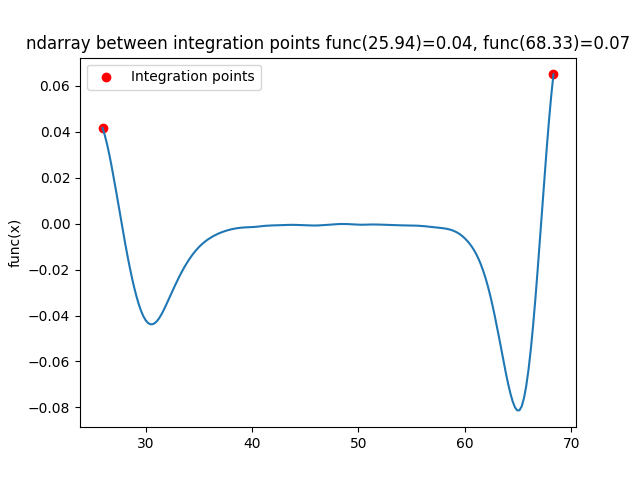 ndarray between integration points func(25.94)=0.04, func(68.33)=0.07
Integration points
0.06
0.04
0.02
0.00
−0.02
−0.04
−0.06
−0.08
func(x)
30 40 50 60 70